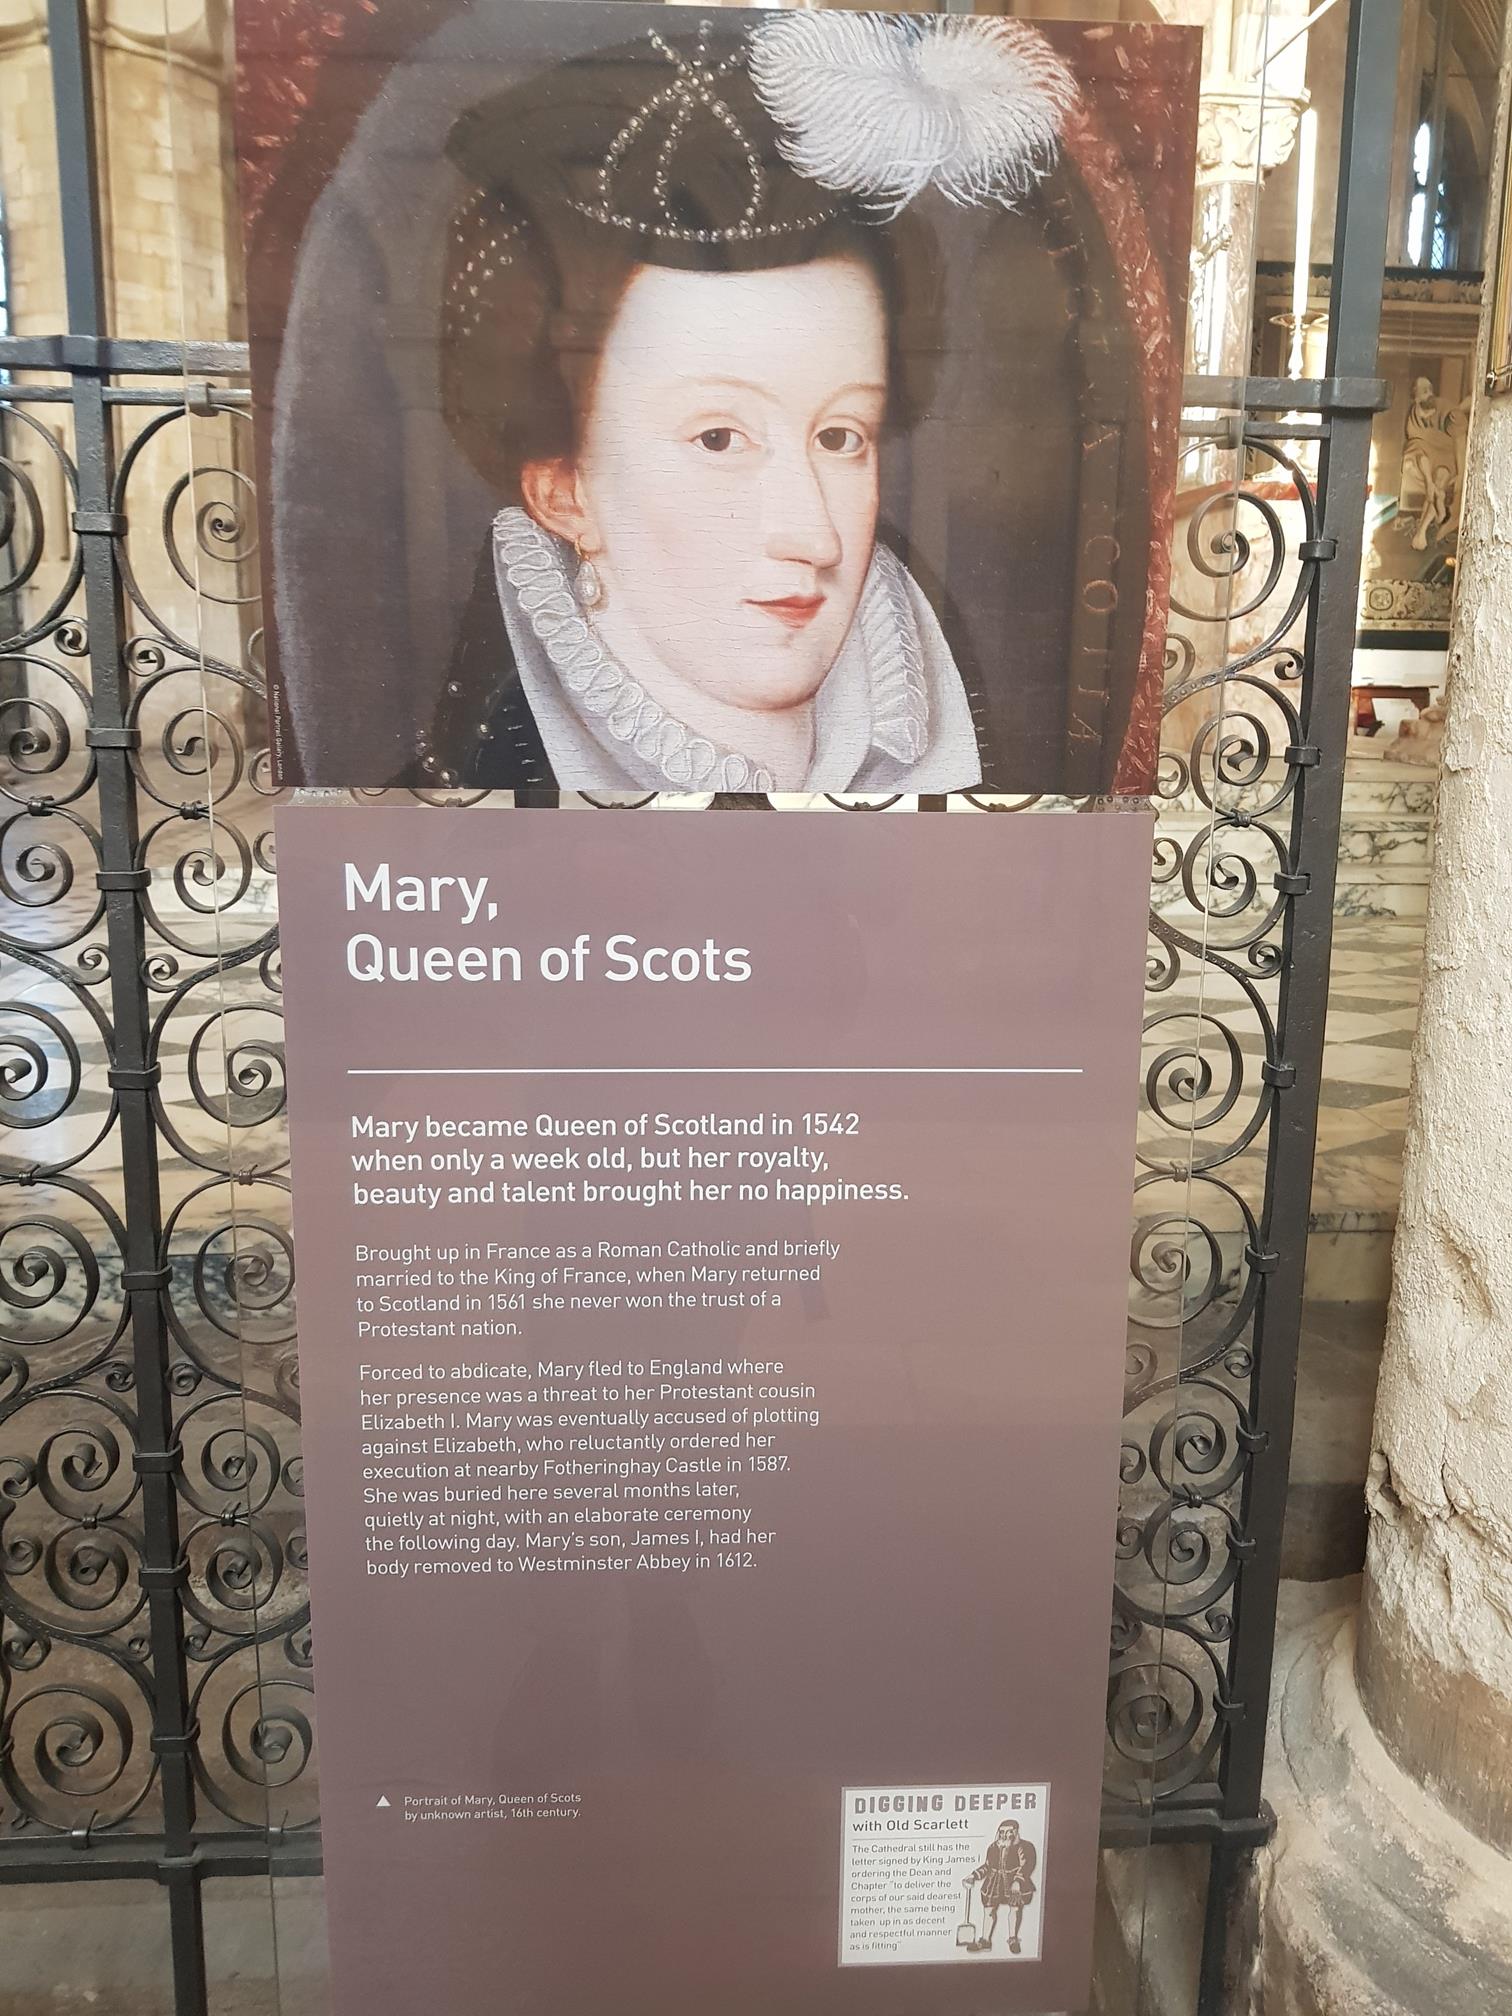 A
COTIA
© National Portrait Gallery, London
Mary,
Queen of Scots
Mary became Queen of Scotland in 1542
when only a week old, but her royalty,
beauty and talent brought her no happiness.
Brought up in France as a Roman Catholic and briefly
married to the King of France, when Mary returned
to Scotland in 1561 she never won the trust of a
Protestant nation.
Forced to abdicate, Mary fled to England where
her presence was a threat to her Protestant cousin
Elizabeth I. Mary was eventually accused of plotting
against Elizabeth, who reluctantly ordered her
execution at nearby Fotheringhay Castle in 1587.
She was buried here several months later,
quietly at night, with an elaborate ceremony
the following day. Mary's son, James I, had her
body removed to Westminster Abbey in 1612.
Portrait of Mary, Queen of Scots
by unknown artist, 16th century.
DIGGING DEEPER
with Old Scarlett
The Cathedral still has the
letter signed by King James I
ordering the Dean and
Chapter "to deliver the
corps of our said dearest
mother, the same being
taken up in as decent
and respectful manner
as is fitting"